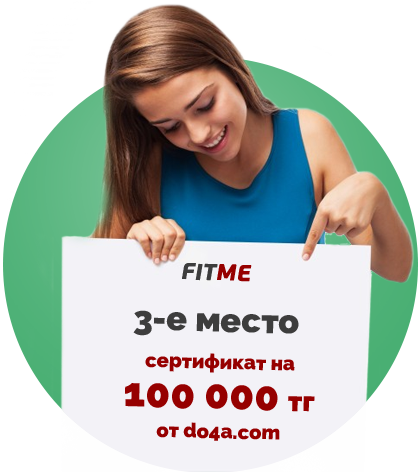 FITME
3-е место
сертификат на
100 000 тг
от do4a.com